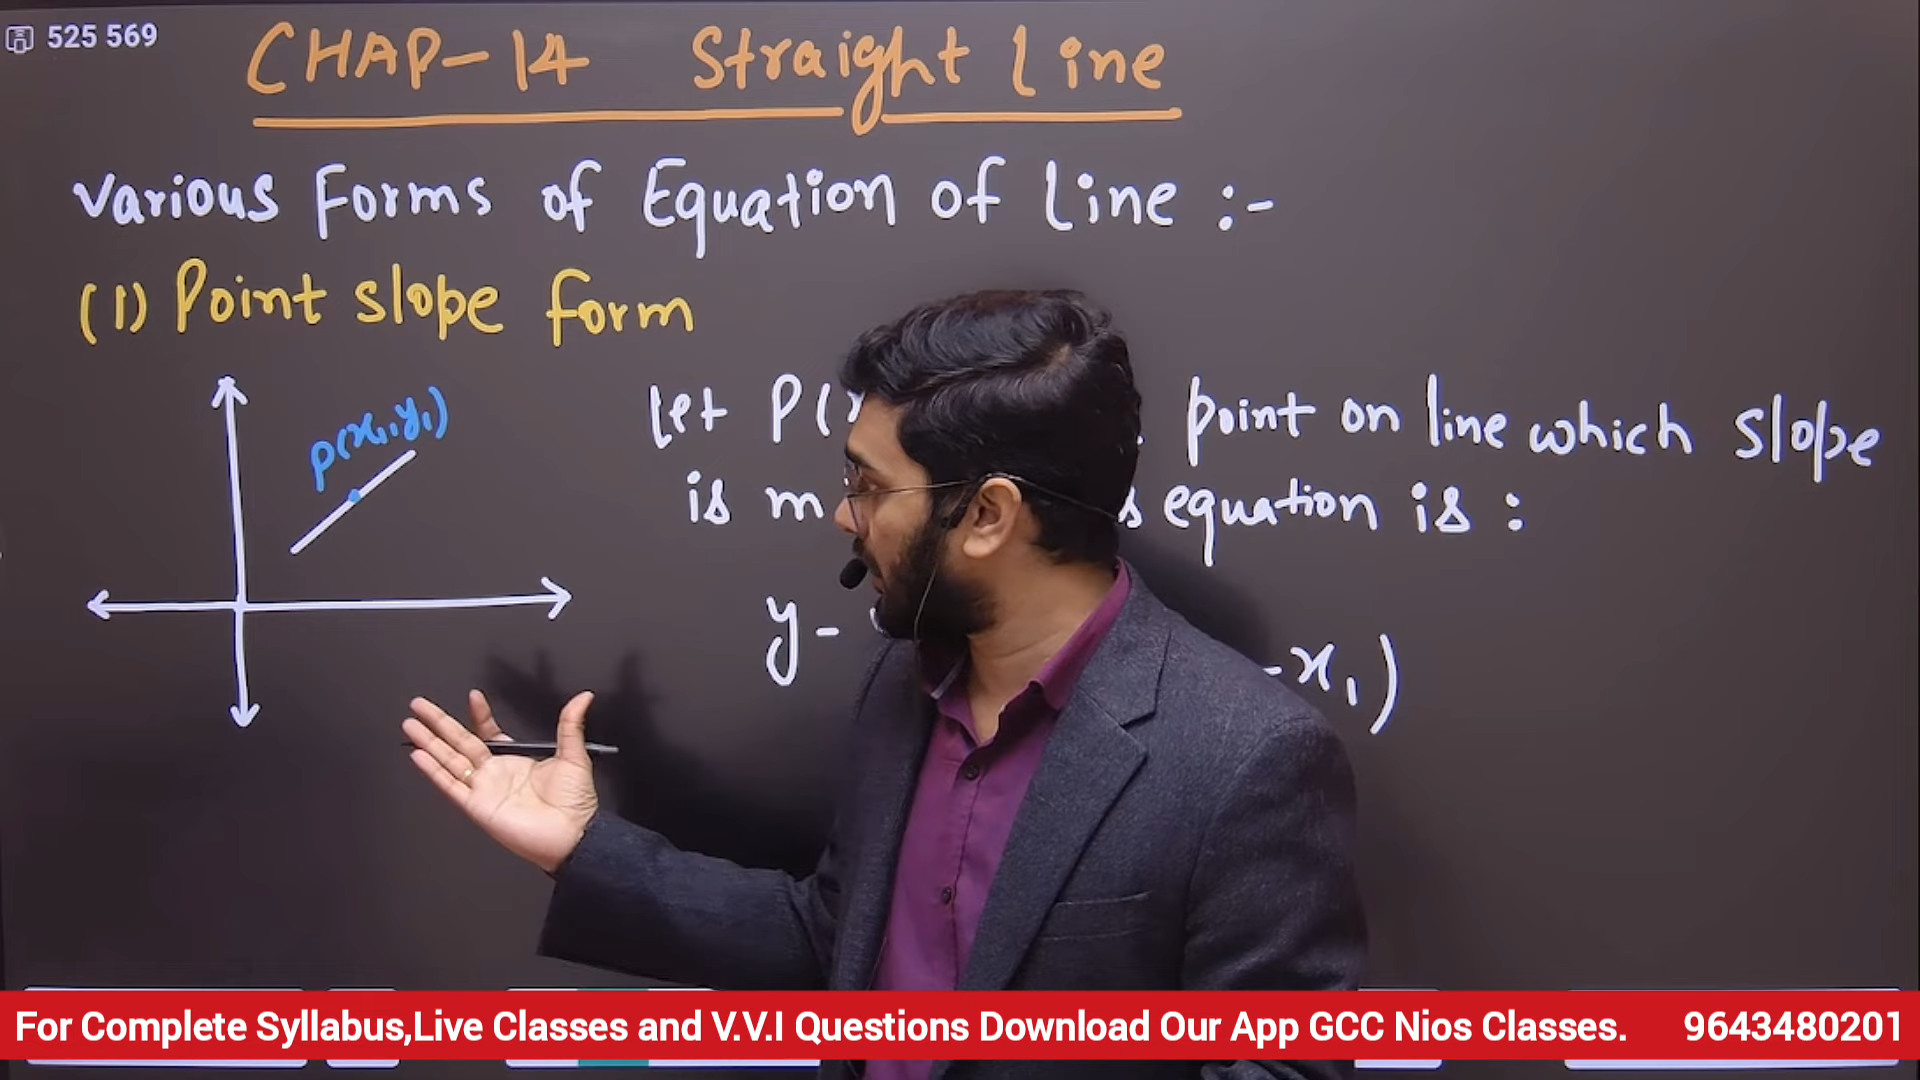 525 569
CHAP-14 Straight Line
Various Forms of Equation of Line :-
(1) Point slope form
P(x₁,y₁)
let P( point on line which slope
is m equation is :
y- -x₁)
For Complete Syllabus,Live Classes and V.V.I Questions Download Our App GCC Nios Classes. 9643480201